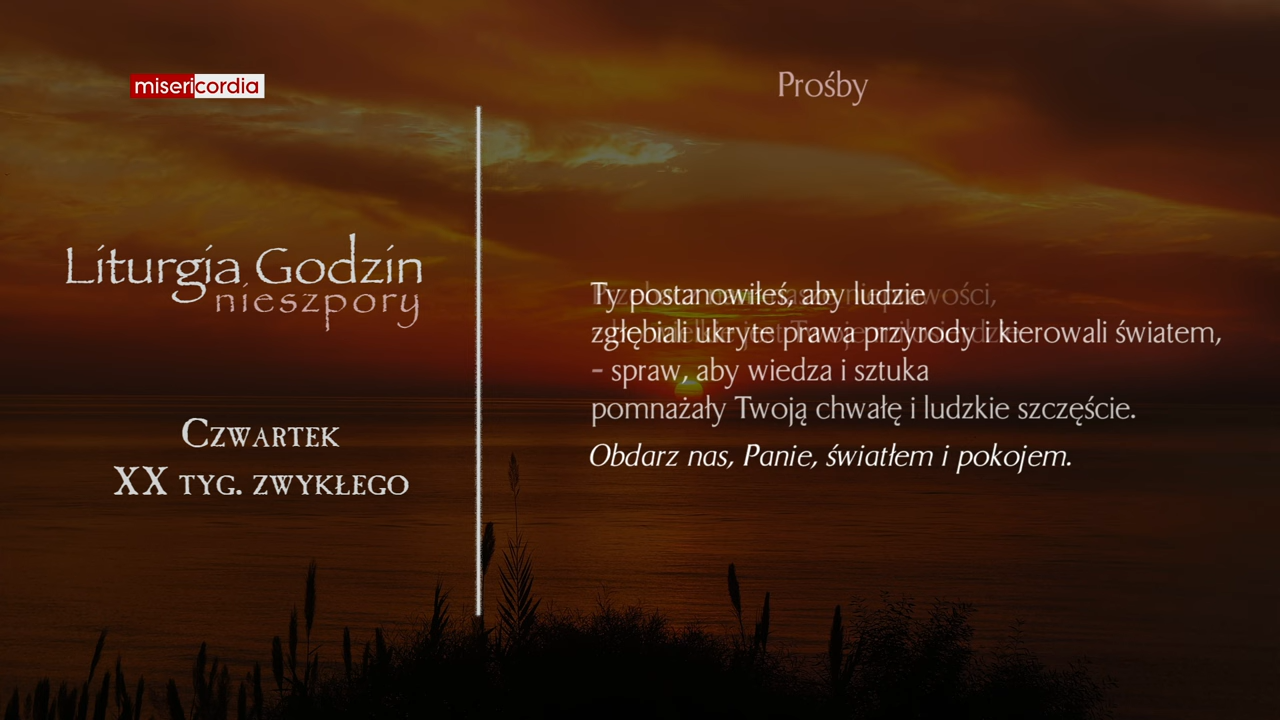 misericordia
Prośby
Liturgia Godzin
nieszpory
Czwartek
XX tyg. zwykłego
Ty postanowiłeś, aby ludzie
zgłębiali ukryte prawa przyrody i kierowali światem,
- spraw, aby wiedza i sztuka
pomnażały Twoją chwałę i ludzkie szczęście.
Obdarz nas, Panie, światłem i pokojem.